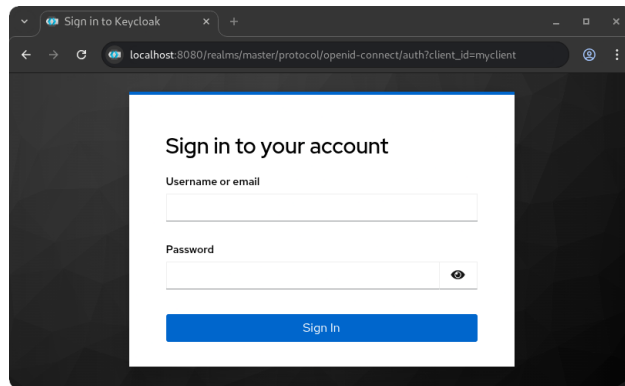 Sign in to Keycloak
localhost:8080/realms/master/protocol/openid-connect/auth?client_id=myclient
Sign in to your account
Username or email
Password
Sign In